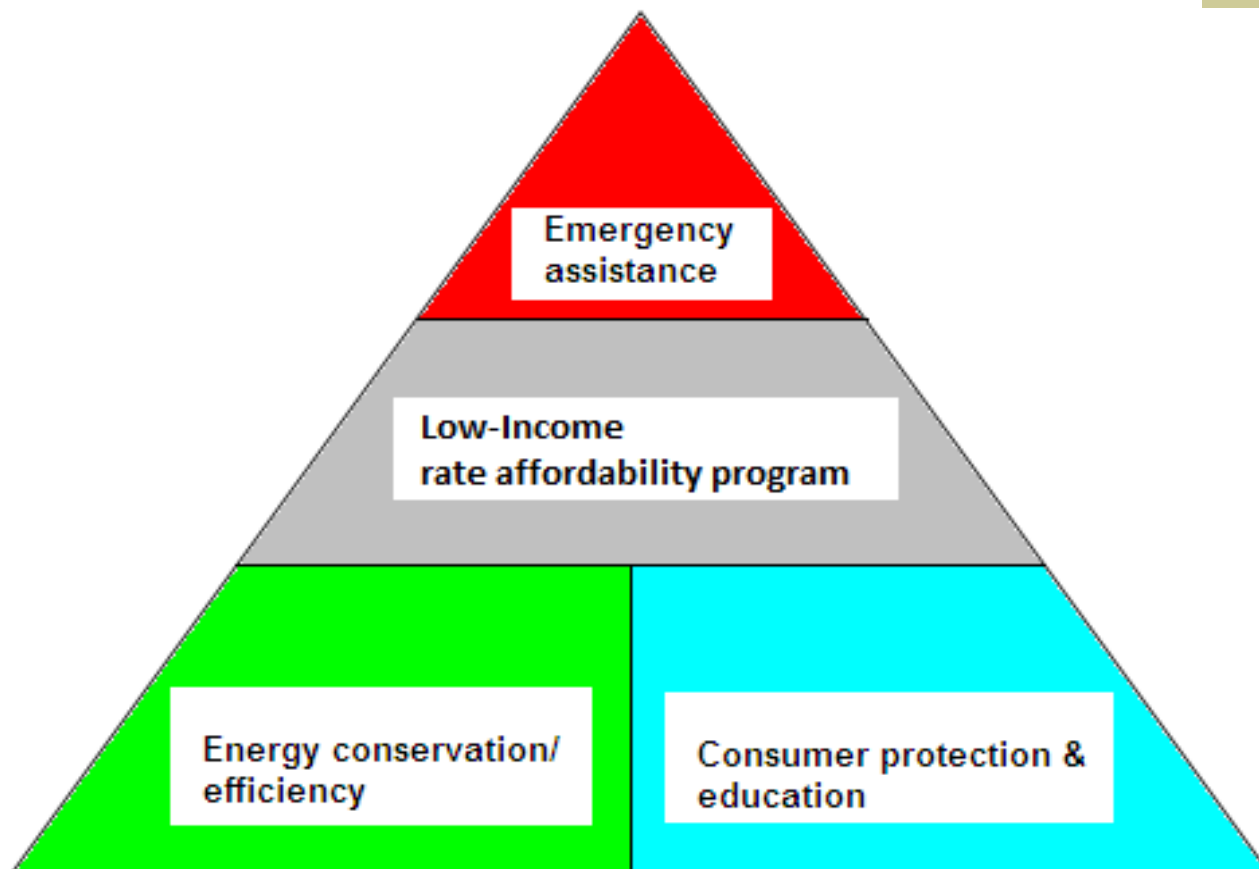 Emergency
assistance
Low-Income
rate affordability program
Energy conservation/
efficiency
Consumer protection &
education